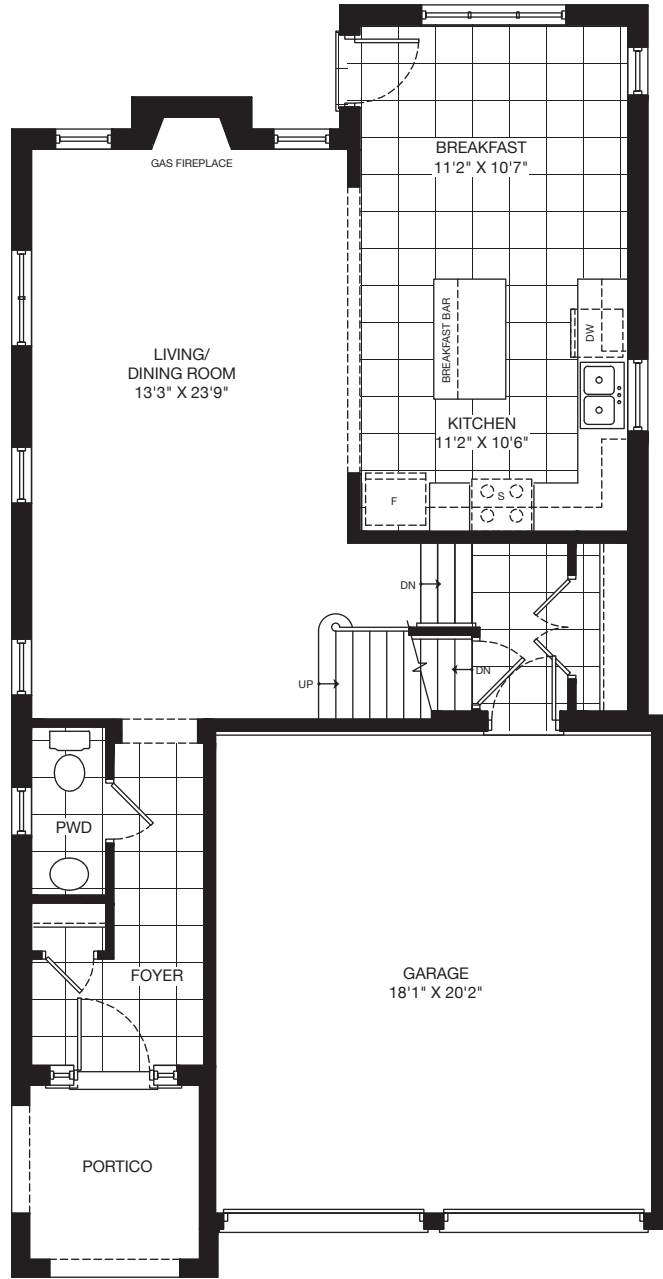 BREAKFAST
11'2" X 10'7"
GAS FIREPLACE
BREAKFAST BAR
DW
LIVING/
DINING ROOM
13'3" X 23'9"
KITCHEN
11'2" X 10'6"
F
S
DN
UP
DN
PWD
FOYER
GARAGE
18'1" X 20'2"
PORTICO